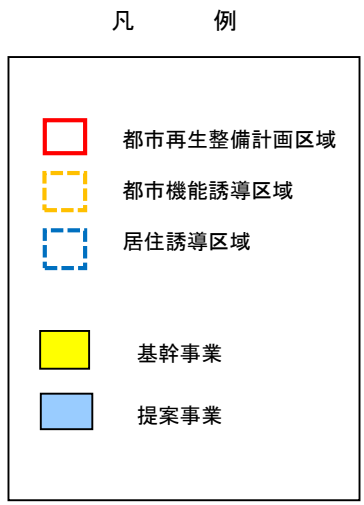 凡　例
都市再生整備計画区域
都市機能誘導区域
居住誘導区域
基幹事業
提案事業